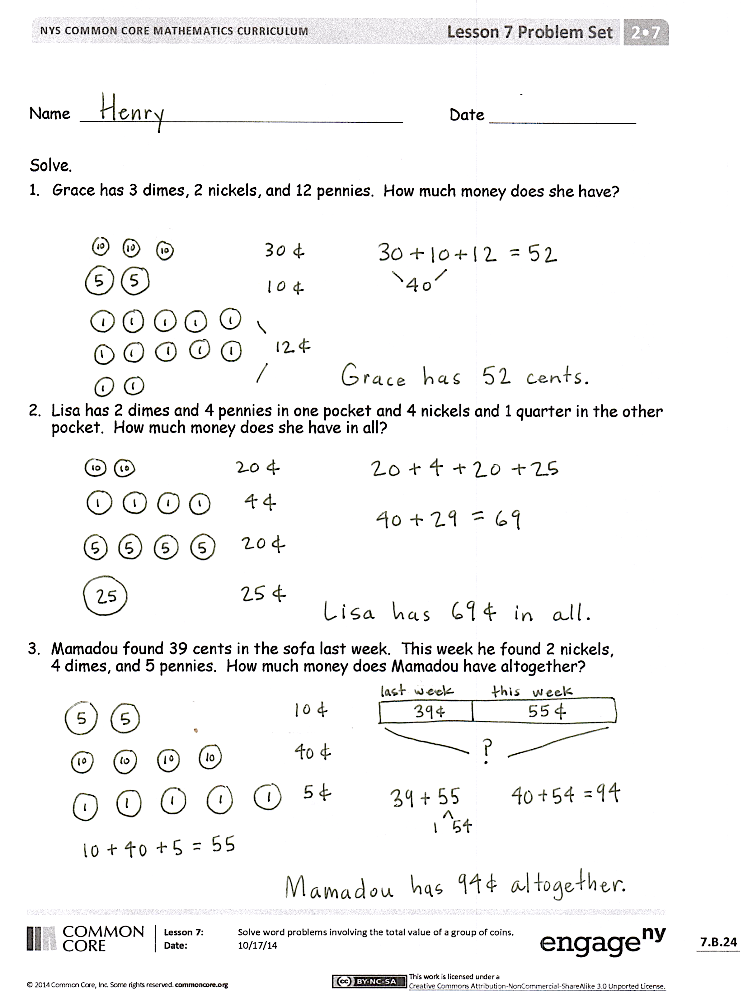 NYS COMMON CORE MATHEMATICS CURRICULUM Lesson 7 Problem Set 2•7
Name Henry Date
Solve.
1. Grace has 3 dimes, 2 nickels, and 12 pennies. How much money does she have?
10 10 10 30 ¢ 30 + 10 + 12 = 52
5 5 10 ¢ 40
1 1 1 1 1
1 1 1 1 1 12 ¢
1 1 Grace has 52 cents.
2. Lisa has 2 dimes and 4 pennies in one pocket and 4 nickels and 1 quarter in the other
pocket. How much money does she have in all?
10 10 20 ¢ 20 + 4 + 20 + 25
1 1 1 1 4 ¢
40 + 29 = 69
5 5 5 5 20 ¢
25 25 ¢
Lisa has 69 ¢ in all.
3. Mamadou found 39 cents in the sofa last week. This week he found 2 nickels,
4 dimes, and 5 pennies. How much money does Mamadou have altogether?
last week this week
5 5 10 ¢ 39¢ 55 ¢
10 10 10 10 40 ¢ ?
1 1 1 1 1 5 ¢ 39 + 55 40 + 54 = 94
1 54
10 + 40 + 5 = 55
Mamadou has 94¢ altogether.
COMMON CORE
Lesson 7: Solve word problems involving the total value of a group of coins.
Date: 10/17/14
engage ny
7.B.24
© 2014 Common Core, Inc. Some rights reserved. commoncore.org
cc BY-NC-SA
This work is licensed under a
Creative Commons Attribution-NonCommercial-ShareAlike 3.0 Unported License.